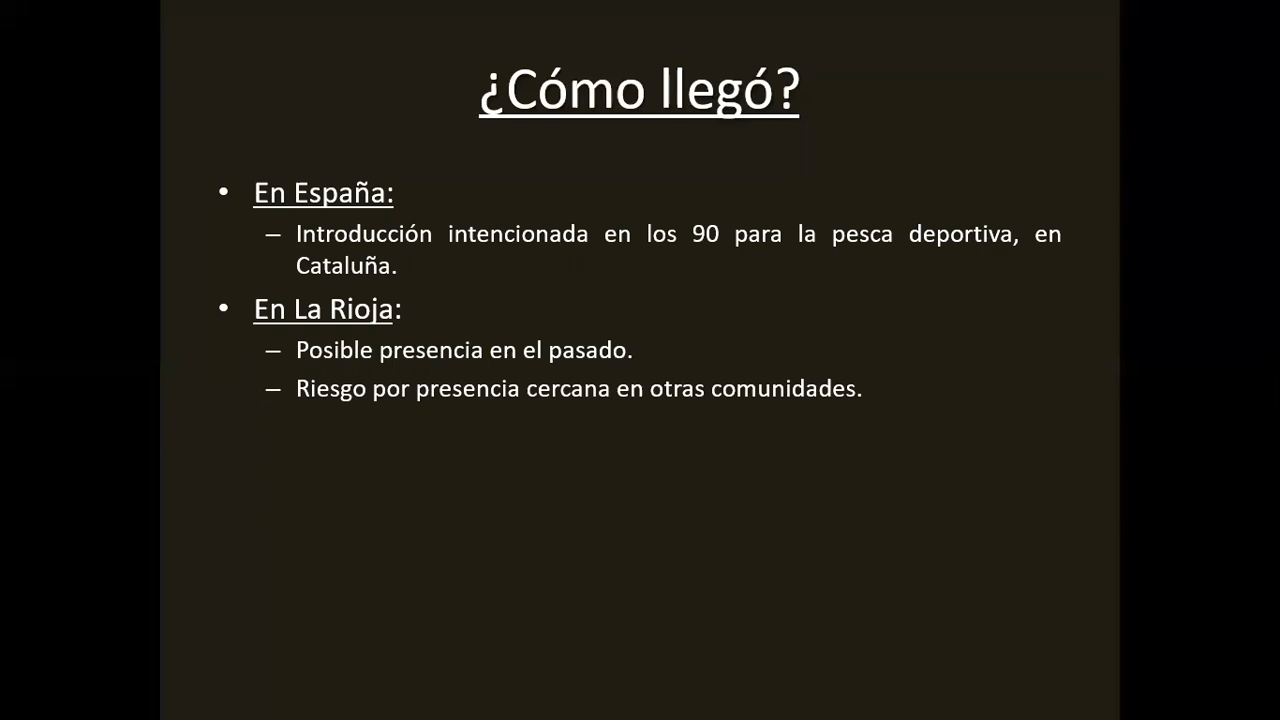 ¿Cómo llegó?
• En España:
– Introducción intencionada en los 90 para la pesca deportiva, en
Cataluña.
• En La Rioja:
– Posible presencia en el pasado.
– Riesgo por presencia cercana en otras comunidades.